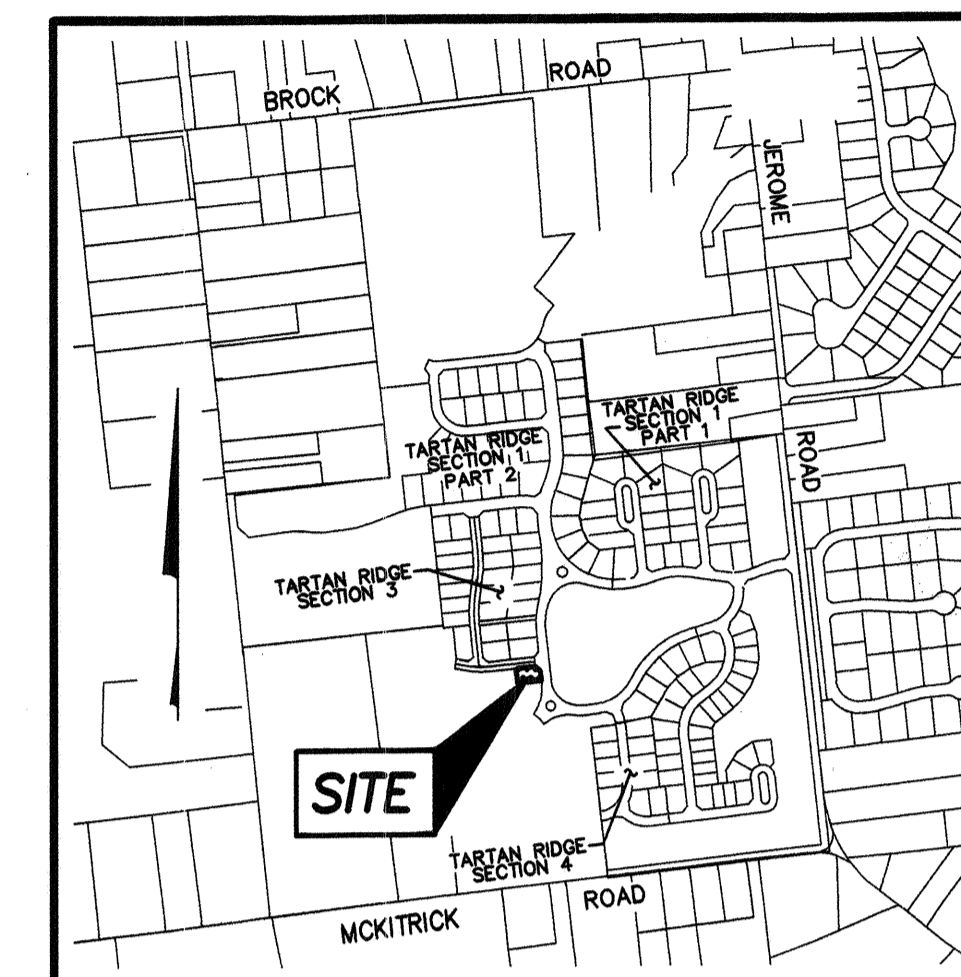 BROCK
ROAD
JEROME
TARTAN RIDGE
SECTION 1
PART 1
TARTAN RIDGE
SECTION 1
PART 2
ROAD
TARTAN RIDGE
SECTION 3
SITE
TARTAN RIDGE
SECTION 4
MCKITRICK
ROAD